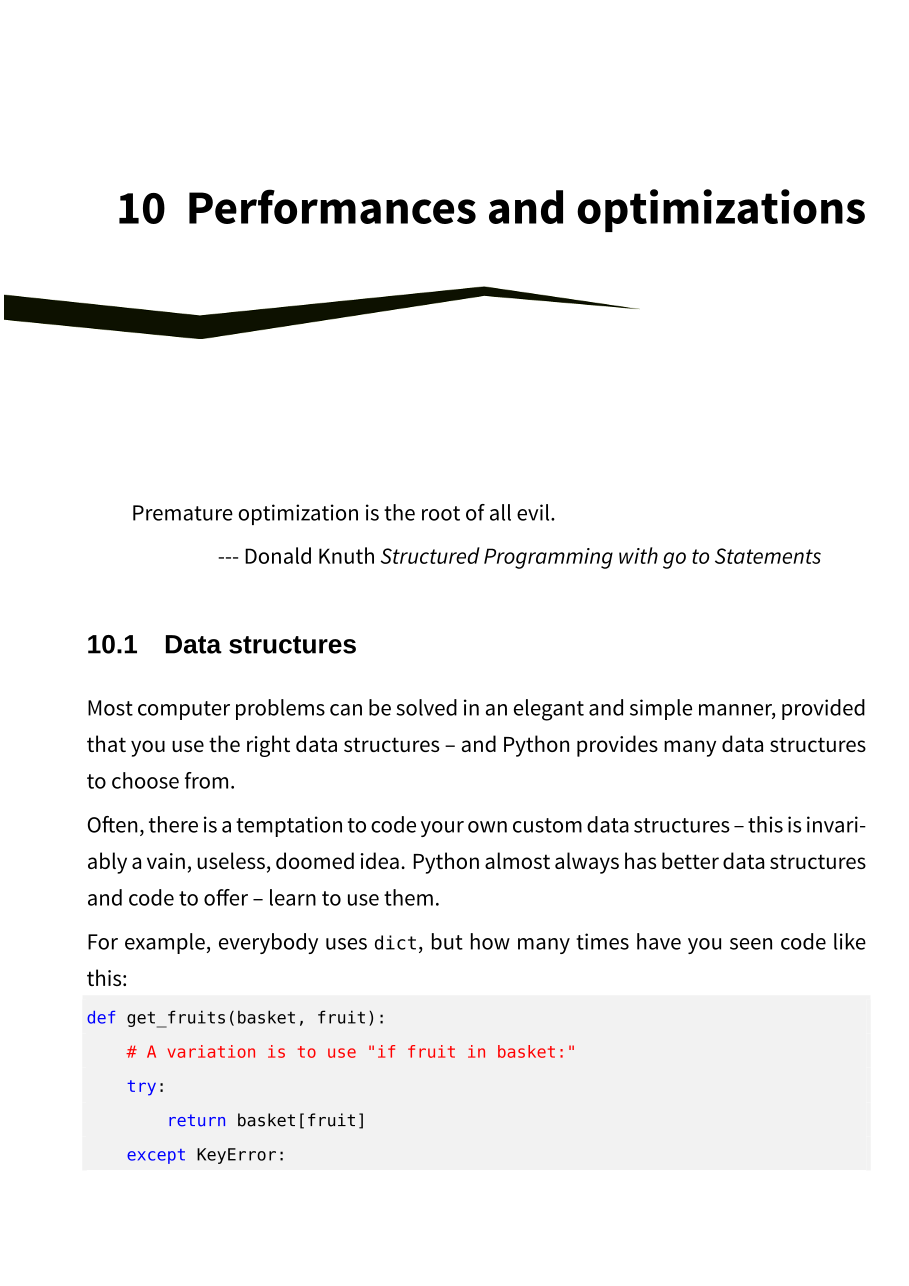 10 Performances and optimizations
Premature optimization is the root of all evil.
--- Donald Knuth Structured Programming with go to Statements
10.1 Data structures
Most computer problems can be solved in an elegant and simple manner, provided
that you use the right data structures – and Python provides many data structures
to choose from.
Often, there is a temptation to code your own custom data structures – this is invari-
ably a vain, useless, doomed idea. Python almost always has better data structures
and code to offer – learn to use them.
For example, everybody uses dict, but how many times have you seen code like
this:
def get_fruits(basket, fruit):
    # A variation is to use "if fruit in basket:"
    try:
        return basket[fruit]
    except KeyError: